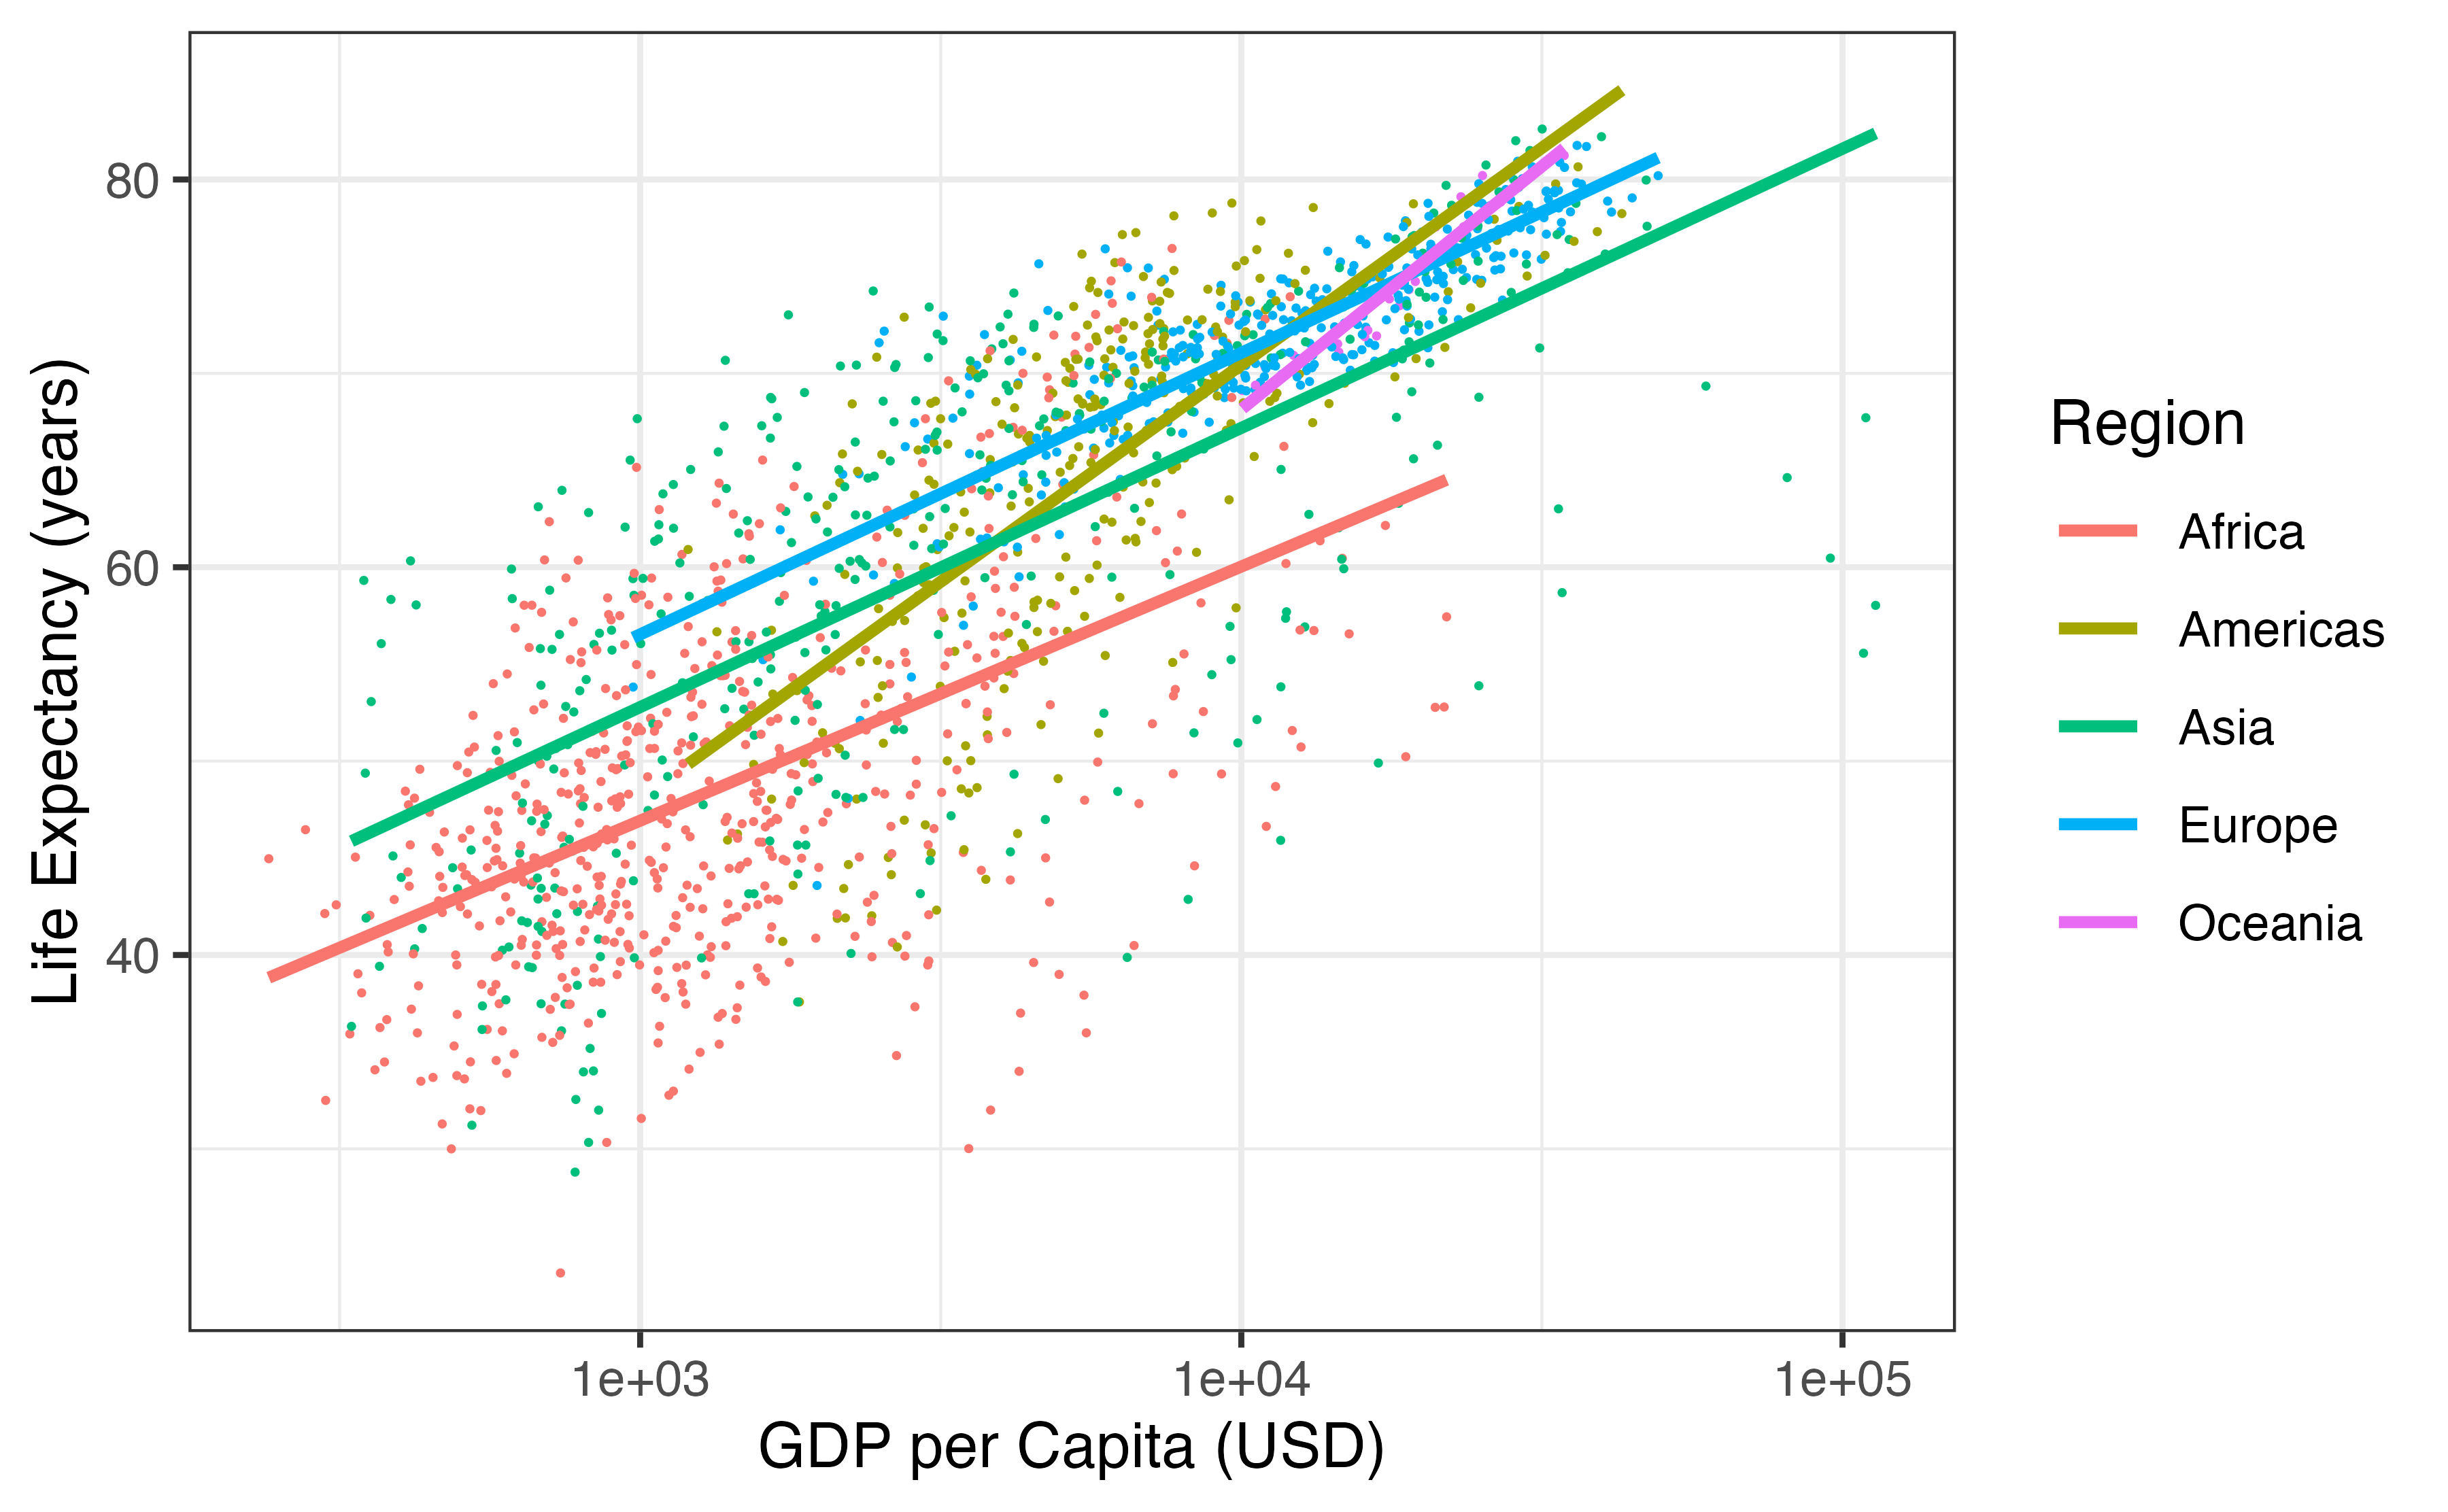 80
60
40
Life Expectancy (years)
1e+03
1e+04
1e+05
GDP per Capita (USD)
Region
Africa
Americas
Asia
Europe
Oceania